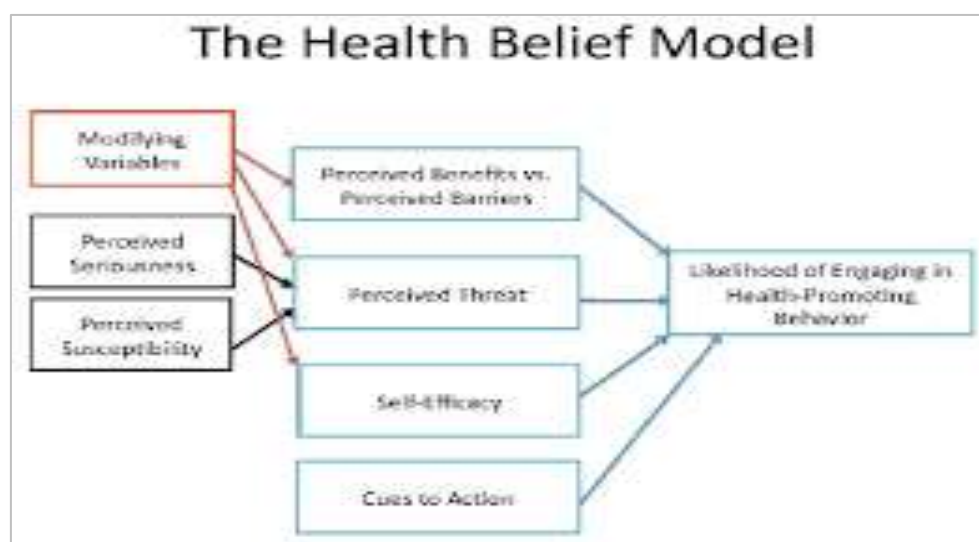 The Health Belief Model
Modifying
Variables
Perceived
Seriousness
Perceived
Susceptibility
Perceived Benefits vs.
Perceived Barriers
Perceived Threat
Self-Efficacy
Cues to Action
Likelihood of Engaging in
Health-Promoting
Behavior